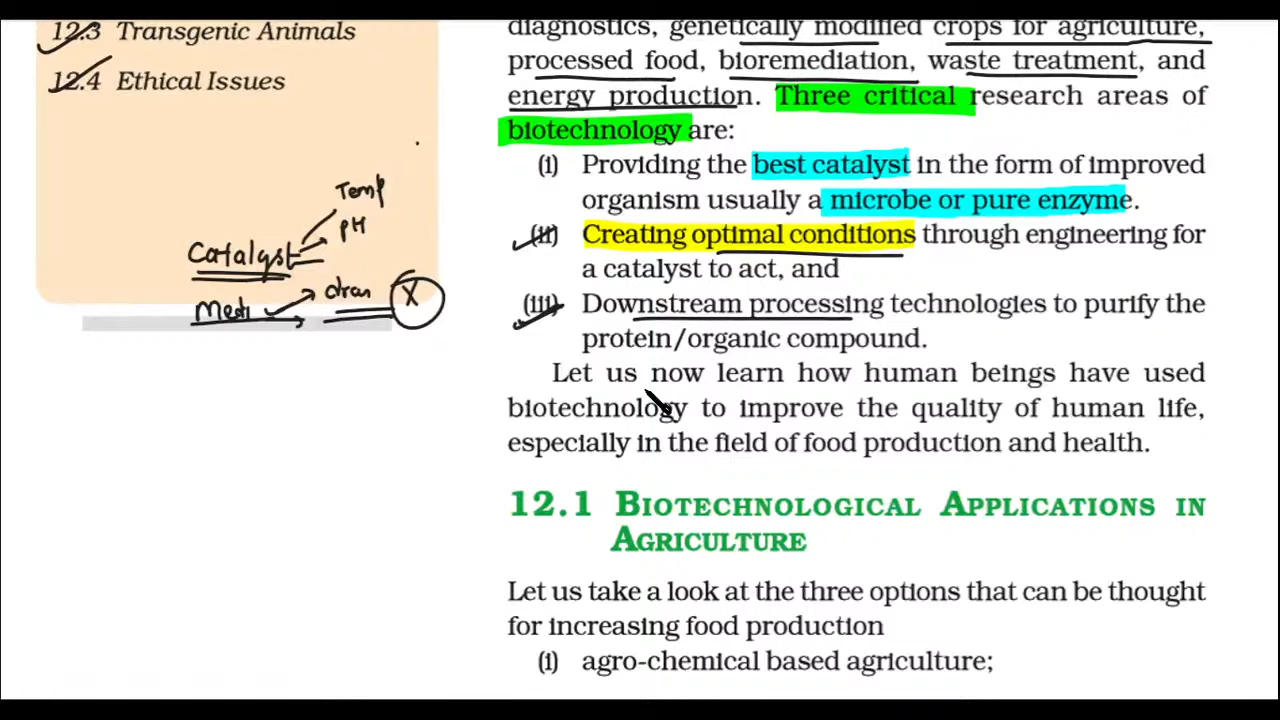 12.3 Transgenic Animals
12.4 Ethical Issues
Temp
PH
Catalyst
Medi
X
diagnostics, genetically modified crops for agriculture,
processed food, bioremediation, waste treatment, and
energy production. Three critical research areas of
biotechnology are:
(i) Providing the best catalyst in the form of improved
organism usually a microbe or pure enzyme.
(ii) Creating optimal conditions through engineering for
a catalyst to act, and
(iii) Downstream processing technologies to purify the
protein/organic compound.
Let us now learn how human beings have used
biotechnology to improve the quality of human life,
especially in the field of food production and health.
12.1 BIOTECHNOLOGICAL APPLICATIONS IN
AGRICULTURE
Let us take a look at the three options that can be thought
for increasing food production
(i) agro-chemical based agriculture;